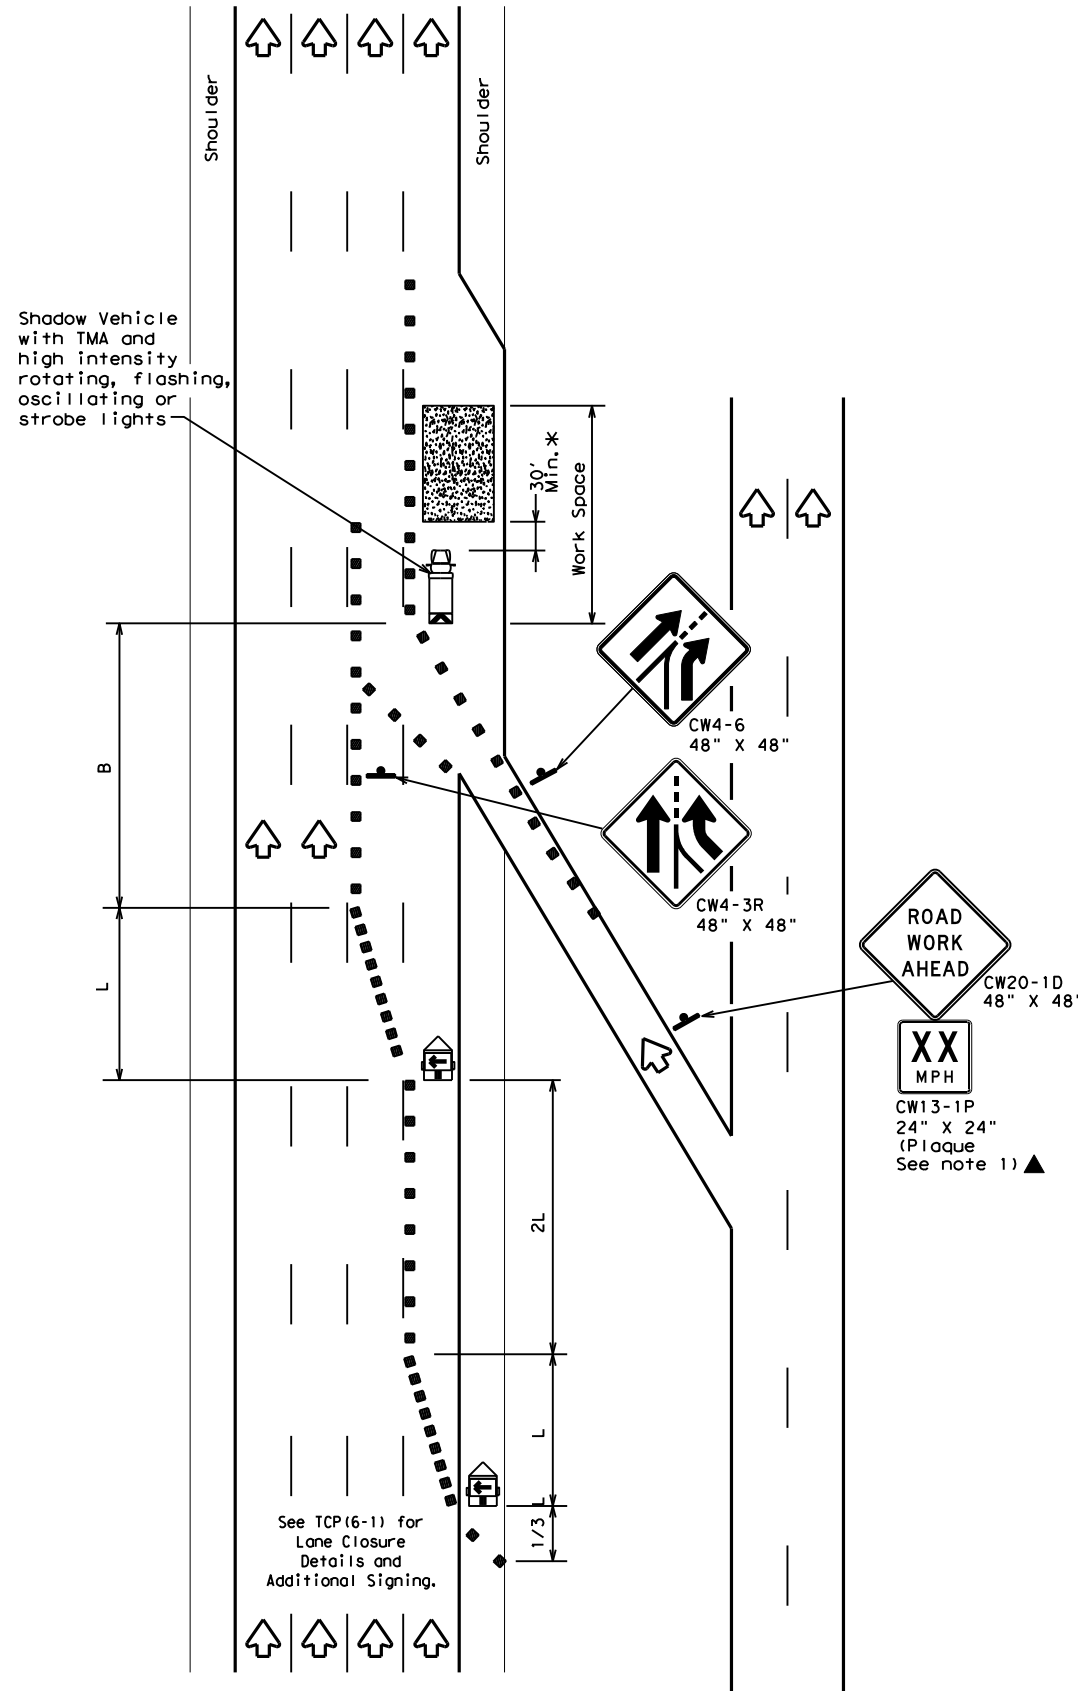 Shoulder
Shoulder
Shadow Vehicle
with TMA and
high intensity
rotating, flashing,
oscillating or
strobe lights
30'
Min.*
Work Space
CW4-6
48" X 48"
B
CW4-3R
48" X 48"
ROAD
WORK
AHEAD
CW20-1D
48" X 48"
XX
MPH
CW13-1P
24" X 24"
(Plaque
See note 1)▲
L
2L
L
1/3 L
See TCP(6-1) for
Lane Closure
Details and
Additional Signing.